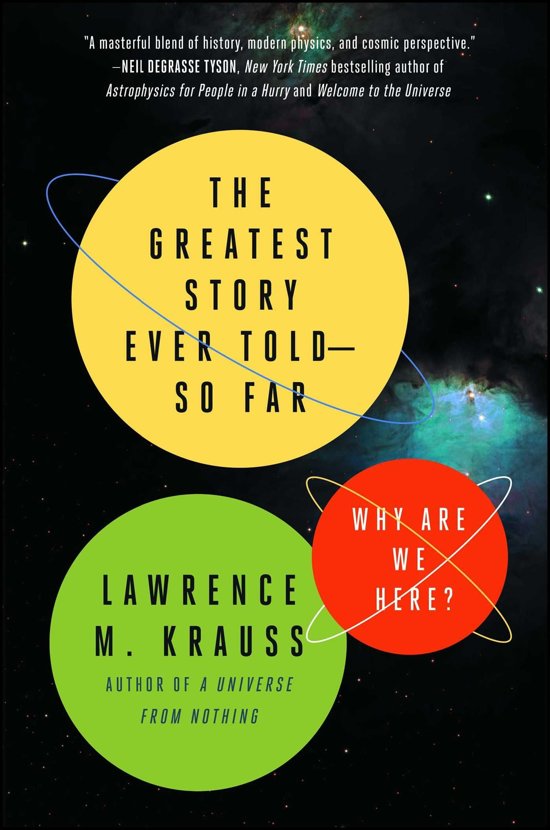 "A masterful blend of history, modern physics, and cosmic perspective."
—NEIL DEGRASSE TYSON, New York Times bestselling author of
Astrophysics for People in a Hurry and Welcome to the Universe
THE
GREATEST
STORY
EVER TOLD—
SO FAR
WHY ARE
WE
HERE?
LAWRENCE
M. KRAUSS
AUTHOR OF A UNIVERSE
FROM NOTHING